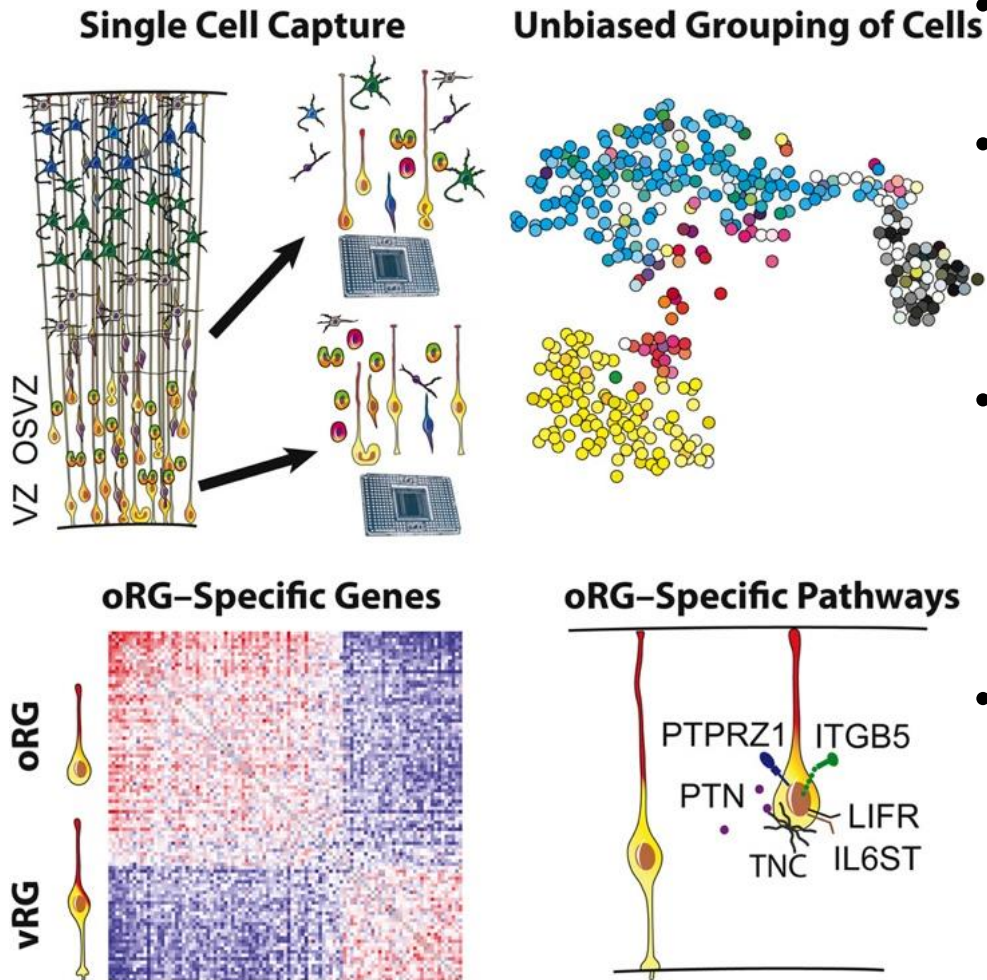 Single Cell Capture
Unbiased Grouping of Cells
VZ OSVZ
oRG–Specific Genes
oRG
vRG
oRG–Specific Pathways
PTPRZ1
ITGB5
PTN
LIFR
TNC
IL6ST